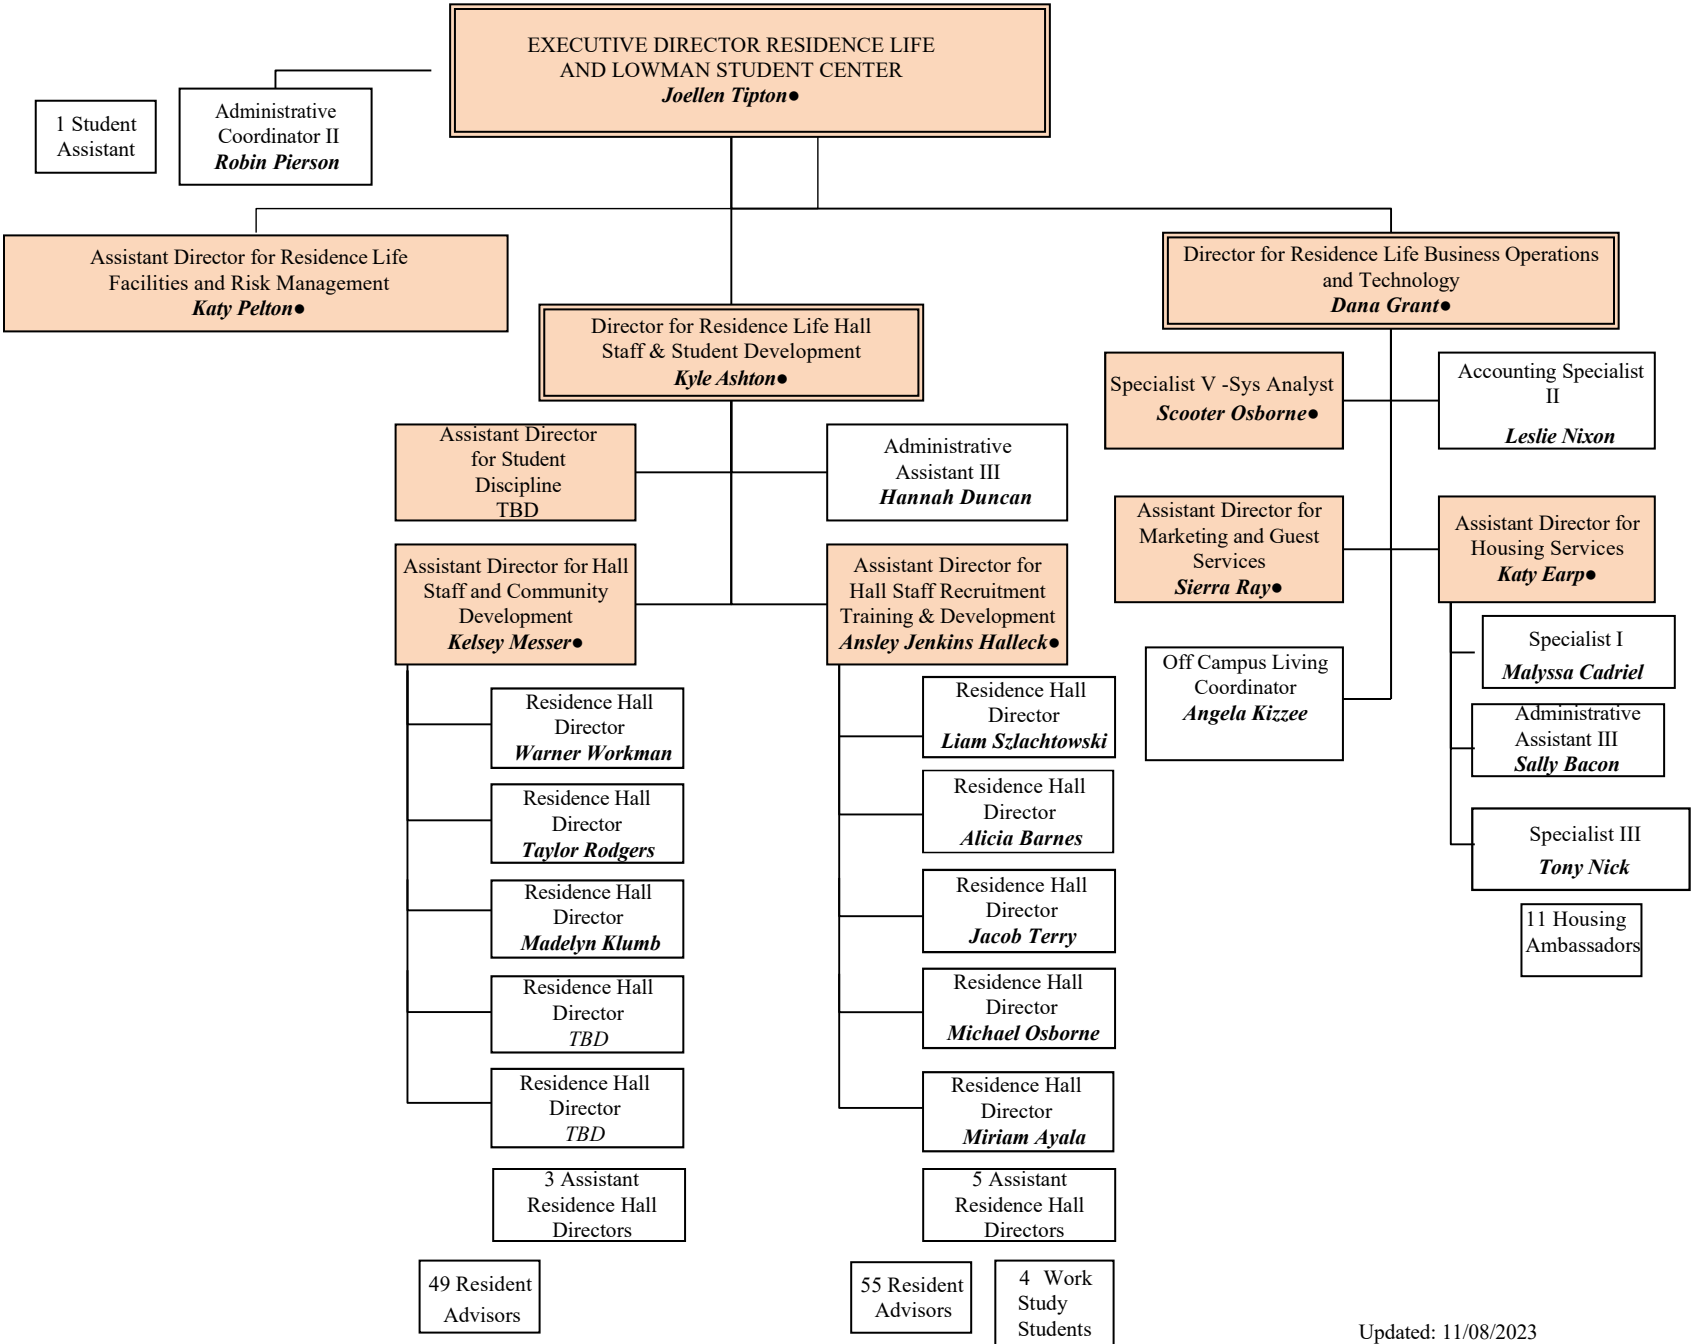 EXECUTIVE DIRECTOR RESIDENCE LIFE
AND LOWMAN STUDENT CENTER
Joellen Tipton●
1 Student
Assistant
Administrative
Coordinator II
Robin Pierson
Assistant Director for Residence Life
Facilities and Risk Management
Katy Pelton●
Director for Residence Life Hall
Staff & Student Development
Kyle Ashton●
Director for Residence Life Business Operations
and Technology
Dana Grant●
Assistant Director
for Student
Discipline
TBD
Administrative
Assistant III
Hannah Duncan
Assistant Director for Hall
Staff and Community
Development
Kelsey Messer●
Residence Hall
Director
Warner Workman
Residence Hall
Director
Taylor Rodgers
Residence Hall
Director
Madelyn Klumb
Residence Hall
Director
TBD
Residence Hall
Director
TBD
3 Assistant
Residence Hall
Directors
49 Resident
Advisors
Assistant Director for
Hall Staff Recruitment
Training & Development
Ansley Jenkins Halleck●
Residence Hall
Director
Liam Szlachtowski
Residence Hall
Director
Alicia Barnes
Residence Hall
Director
Jacob Terry
Residence Hall
Director
Michael Osborne
Residence Hall
Director
Miriam Ayala
5 Assistant
Residence Hall
Directors
55 Resident
Advisors
4 Work
Study
Students
Specialist V -Sys Analyst
Scooter Osborne●
Accounting Specialist
II
Leslie Nixon
Assistant Director for
Marketing and Guest
Services
Sierra Ray●
Assistant Director for
Housing Services
Katy Earp●
Off Campus Living
Coordinator
Angela Kizzee
Specialist I
Malyssa Cadriel
Administrative
Assistant III
Sally Bacon
Specialist III
Tony Nick
11 Housing
Ambassadors
Updated: 11/08/2023